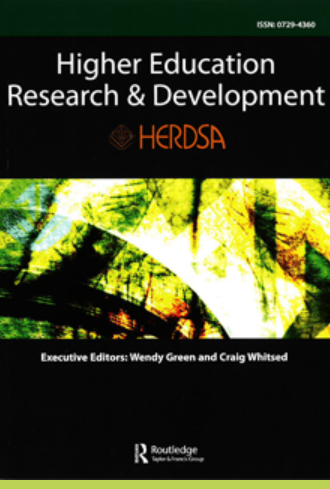 ISSN: 0729-4360
Higher Education
Research & Development
HERDSA
Executive Editors: Wendy Green and Craig Whitsed
Routledge
Taylor & Francis Group